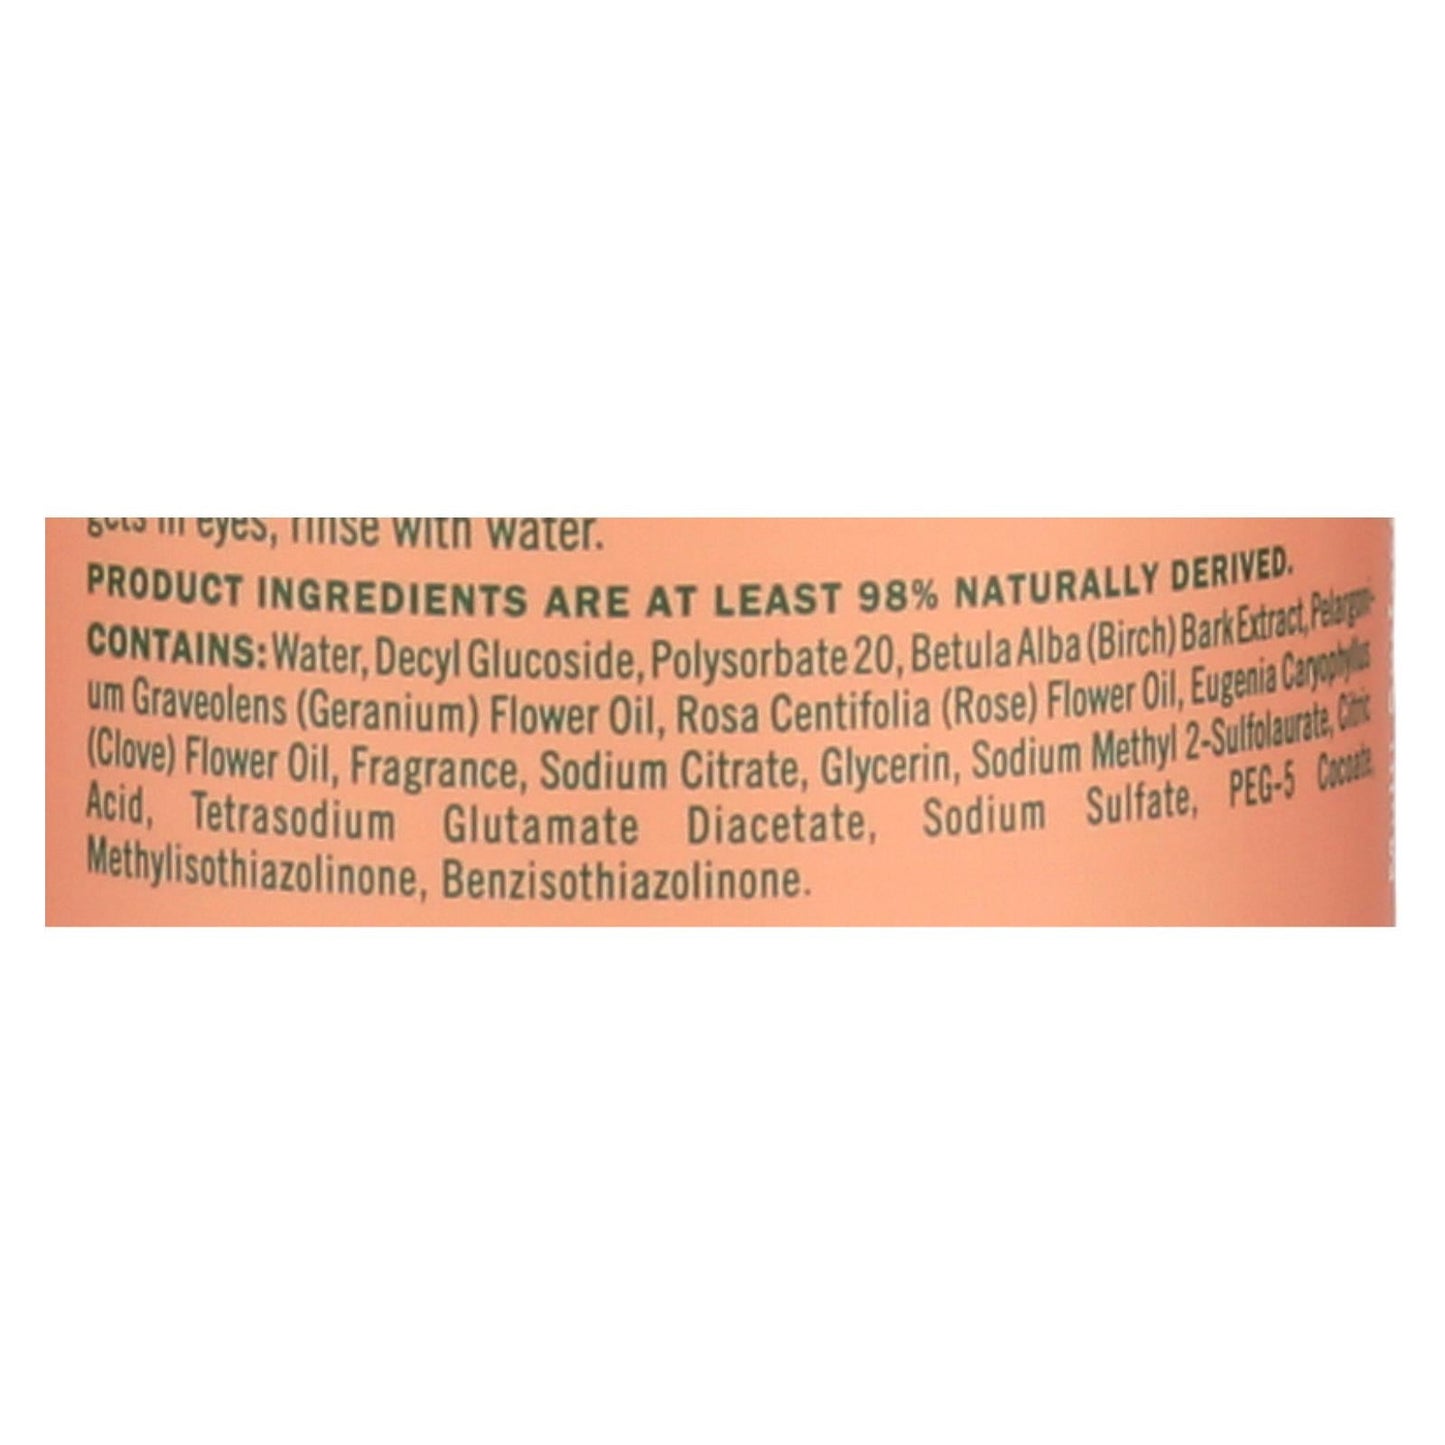 gets in eyes, rinse with water.
PRODUCT INGREDIENTS ARE AT LEAST 98% NATURALLY DERIVED.
CONTAINS: Water, Decyl Glucoside, Polysorbate 20, Betula Alba (Birch) Bark Extract, Pelargoni-
um Graveolens (Geranium) Flower Oil, Rosa Centifolia (Rose) Flower Oil, Eugenia Caryophyllus
(Clove) Flower Oil, Fragrance, Sodium Citrate, Glycerin, Sodium Methyl 2-Sulfolaurate, Citric
Acid, Tetrasodium Glutamate Diacetate, Sodium Sulfate, PEG-5 Cocoate,
Methylisothiazolinone, Benzisothiazolinone.